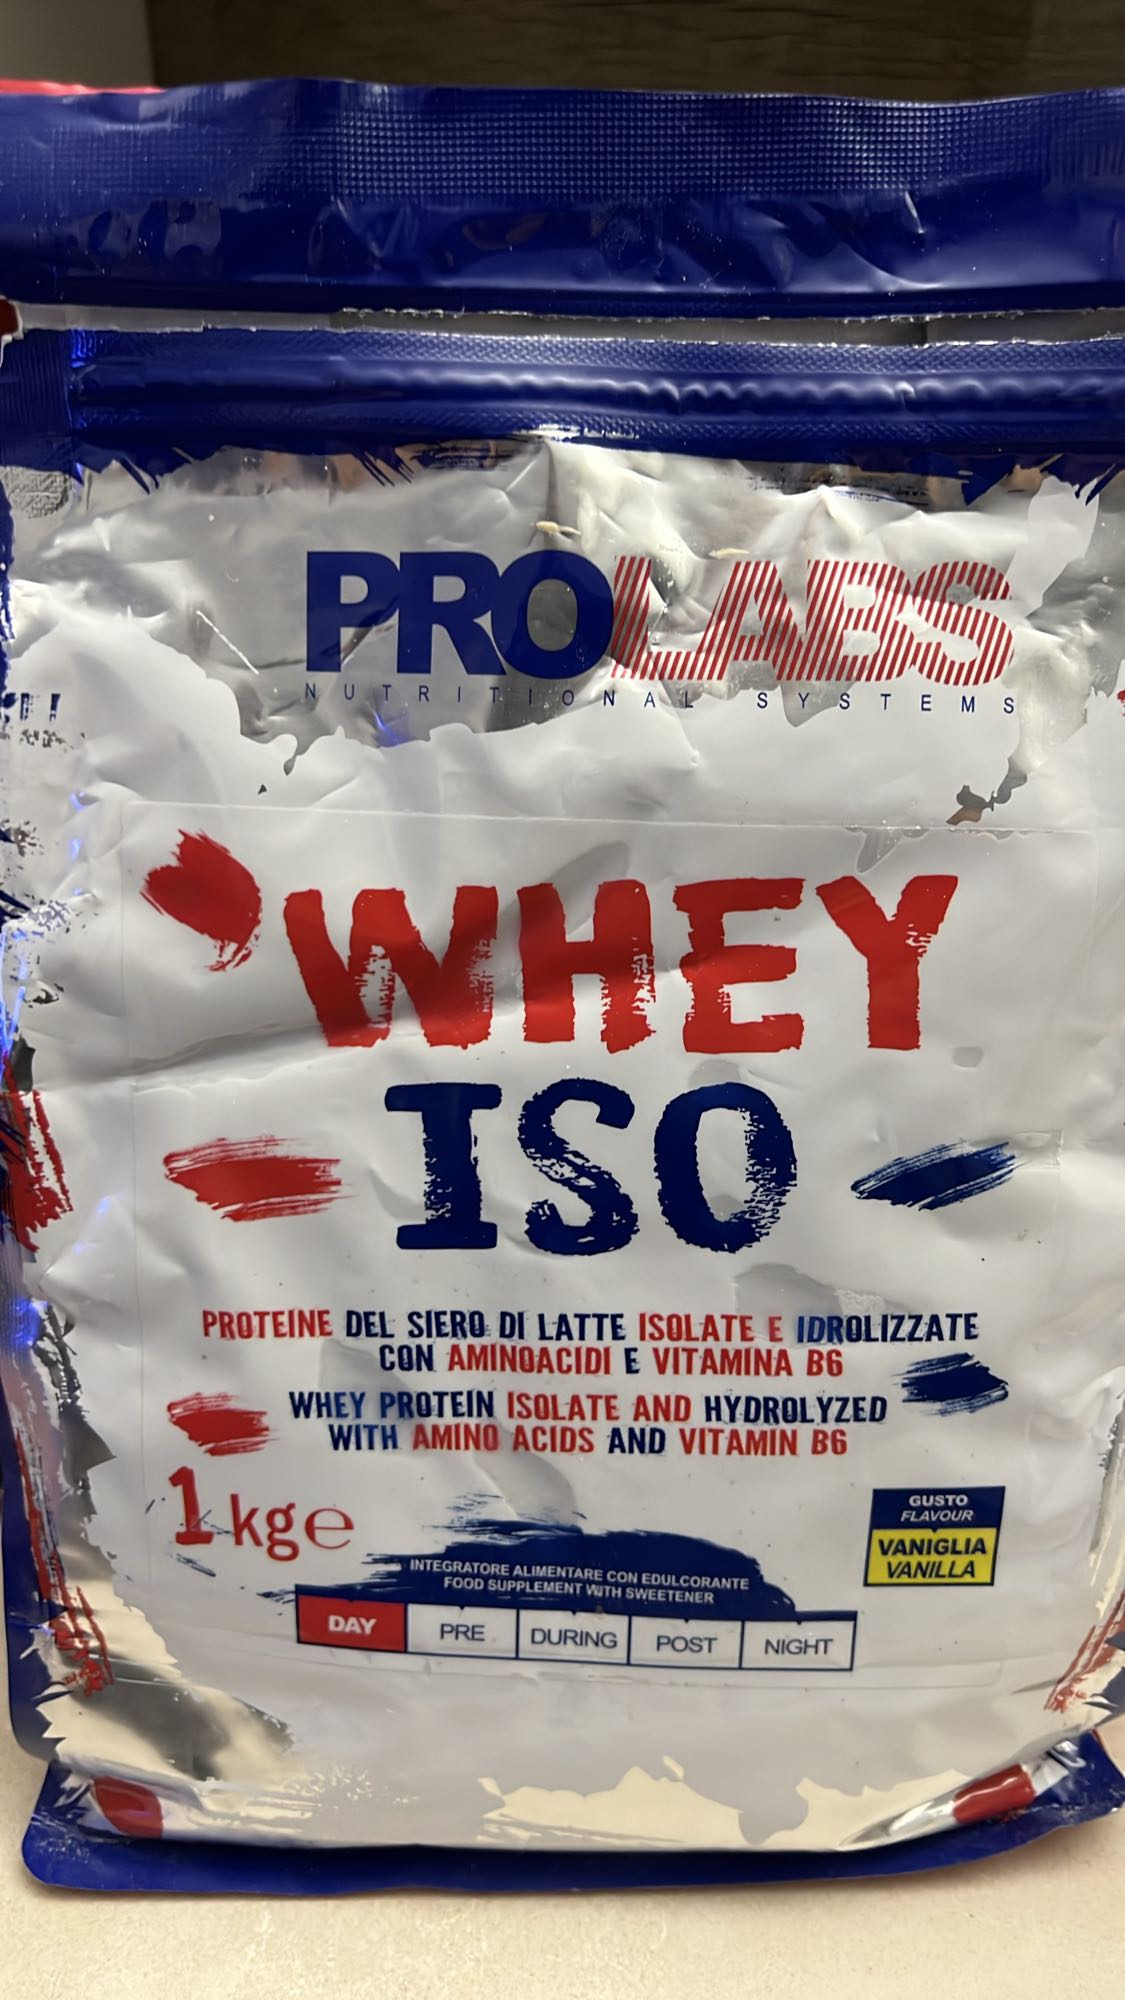 PROLABS
NUTRITIONAL SYSTEMS
WHEY
ISO
PROTEINE DEL SIERO DI LATTE ISOLATE E IDROLIZZATE
CON AMINOACIDI E VITAMINA B6
WHEY PROTEIN ISOLATE AND HYDROLYZED
WITH AMINO ACIDS AND VITAMIN B6
1kg℮
GUSTO
FLAVOUR
VANIGLIA
VANILLA
INTEGRATORE ALIMENTARE CON EDULCORANTE
FOOD SUPPLEMENT WITH SWEETENER
DAY PRE DURING POST NIGHT